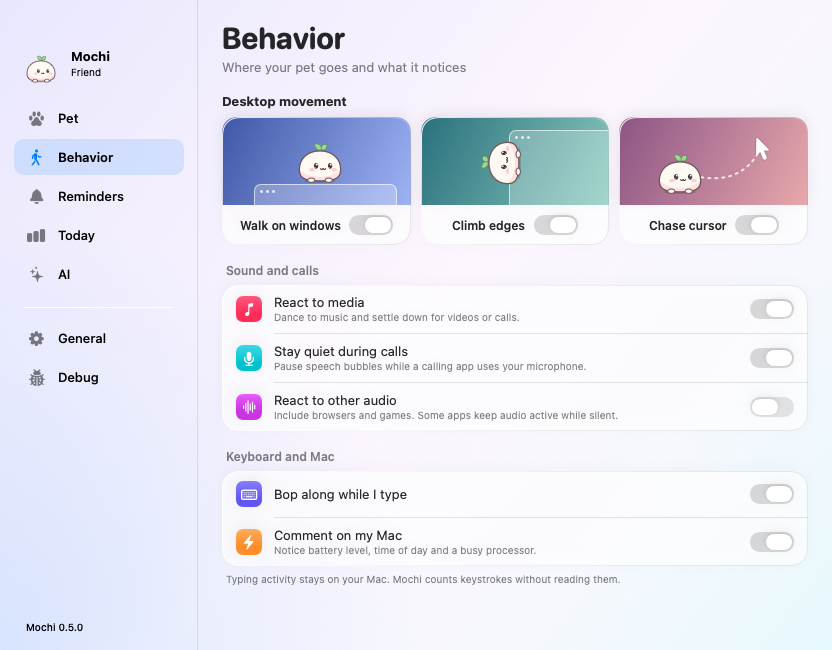 Mochi
Friend
Pet
Behavior
Reminders
Today
AI
General
Debug
Mochi 0.5.0
Behavior
Where your pet goes and what it notices
Desktop movement
Walk on windows
Climb edges
Chase cursor
Sound and calls
React to media
Dance to music and settle down for videos or calls.
Stay quiet during calls
Pause speech bubbles while a calling app uses your microphone.
React to other audio
Include browsers and games. Some apps keep audio active while silent.
Keyboard and Mac
Bop along while I type
Comment on my Mac
Notice battery level, time of day and a busy processor.
Typing activity stays on your Mac. Mochi counts keystrokes without reading them.